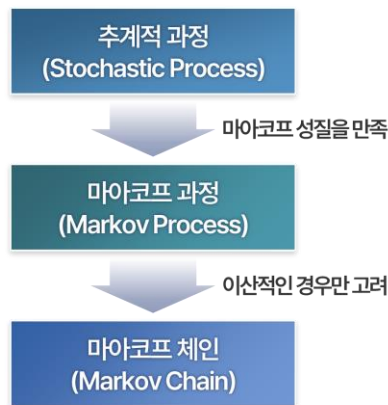 추계적 과정
(Stochastic Process)
마아코프 성질을 만족
마아코프 과정
(Markov Process)
이산적인 경우만 고려
마아코프 체인
(Markov Chain)